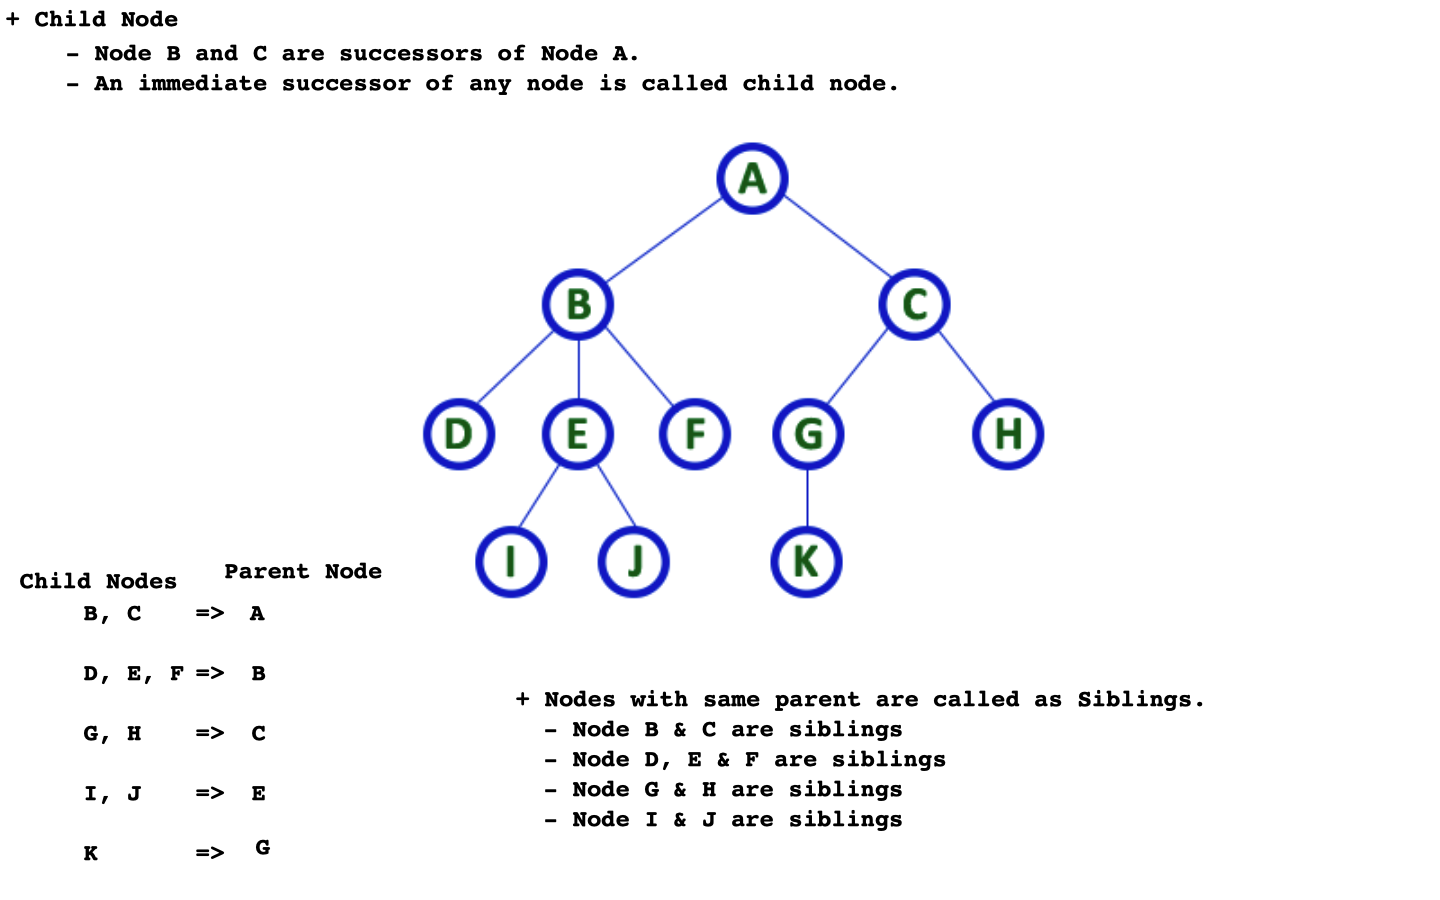 + Child Node
- Node B and C are successors of Node A.
- An immediate successor of any node is called child node.
A
B C
D E F G H
I J K
Child Nodes Parent Node
B, C => A
D, E, F => B
G, H => C
I, J => E
K => G
+ Nodes with same parent are called as Siblings.
- Node B & C are siblings
- Node D, E & F are siblings
- Node G & H are siblings
- Node I & J are siblings